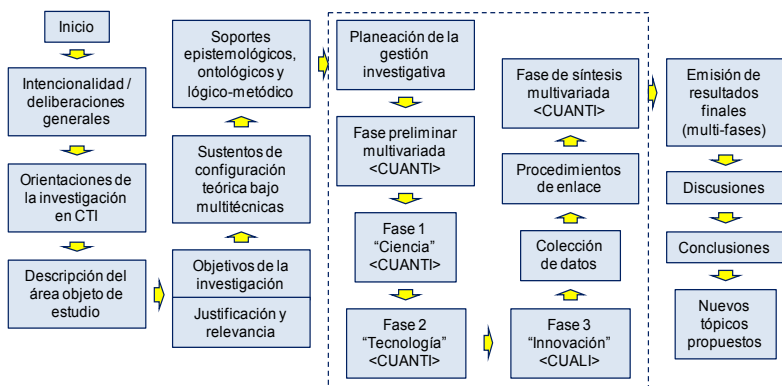 Inicio
Intencionalidad /
deliberaciones
generales
Orientaciones de
la investigación
en CTI
Descripción del
área objeto de
estudio
Objetivos de la
investigación
Justificación y
relevancia
Sustentos de
configuración
teórica bajo
multitécnicas
Soportes
epistemológicos,
ontológicos y
lógico-metódico
Planeación de la
gestión
investigativa
Fase preliminar
multivariada
<CUANTI>
Fase 1
“Ciencia”
<CUANTI>
Fase 2
“Tecnología”
<CUANTI>
Fase 3
“Innovación”
<CUALI>
Colección
de datos
Procedimientos
de enlace
Fase de síntesis
multivariada
<CUANTI>
Emisión de
resultados
finales
(multi-fases)
Discusiones
Conclusiones
Nuevos
tópicos
propuestos